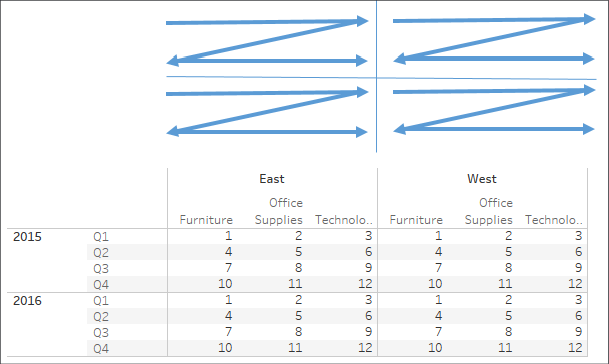 East West
Office Office
Furniture Supplies Technolo.. Furniture Supplies Technolo..
2015 Q1 1 2 3 1 2 3
Q2 4 5 6 4 5 6
Q3 7 8 9 7 8 9
Q4 10 11 12 10 11 12
2016 Q1 1 2 3 1 2 3
Q2 4 5 6 4 5 6
Q3 7 8 9 7 8 9
Q4 10 11 12 10 11 12